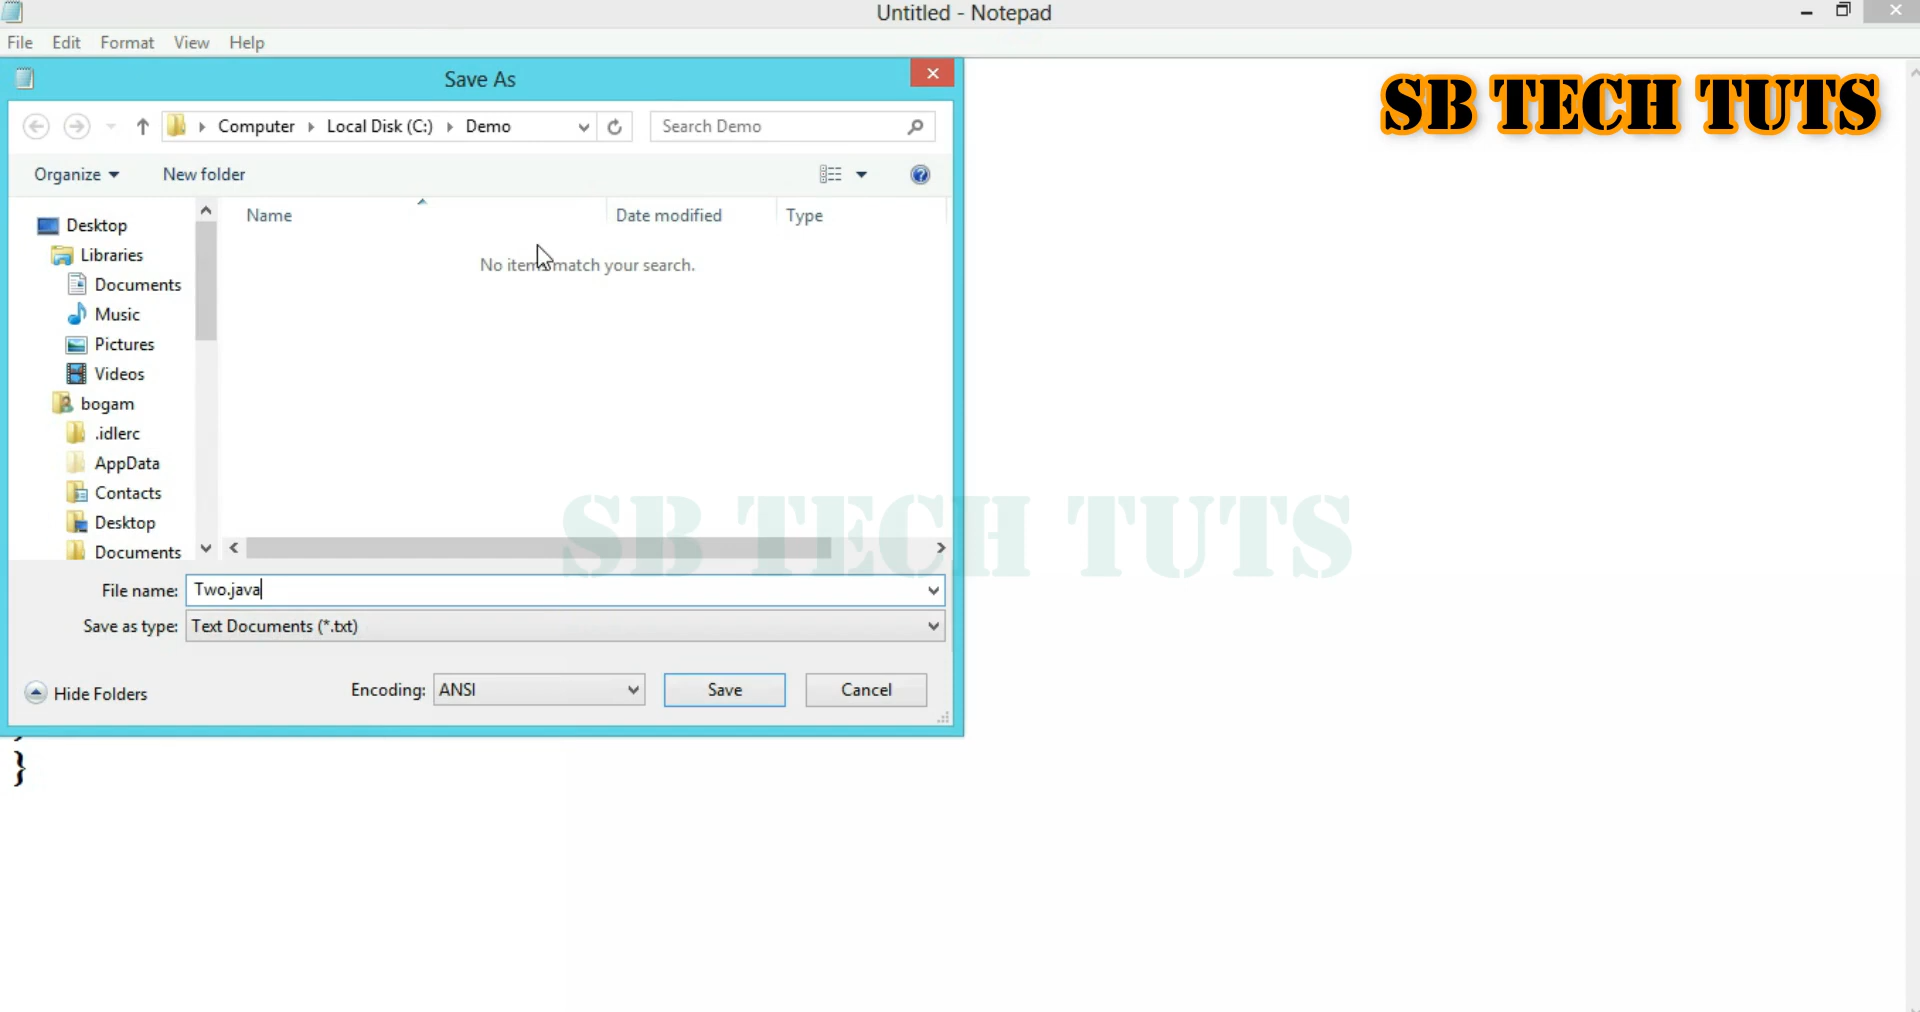 Untitled - Notepad
File Edit Format View Help
Save As
SB TECH TUTS
Computer Local Disk (C:) Demo
Search Demo
Organize New folder
Name Date modified Type
No items match your search.
Desktop
Libraries
Documents
Music
Pictures
Videos
bogam
.idlerc
AppData
Contacts
Desktop
Documents
SB TECH TUTS
File name: Two.java
Save as type: Text Documents (*.txt)
Hide Folders Encoding: ANSI Save Cancel
}